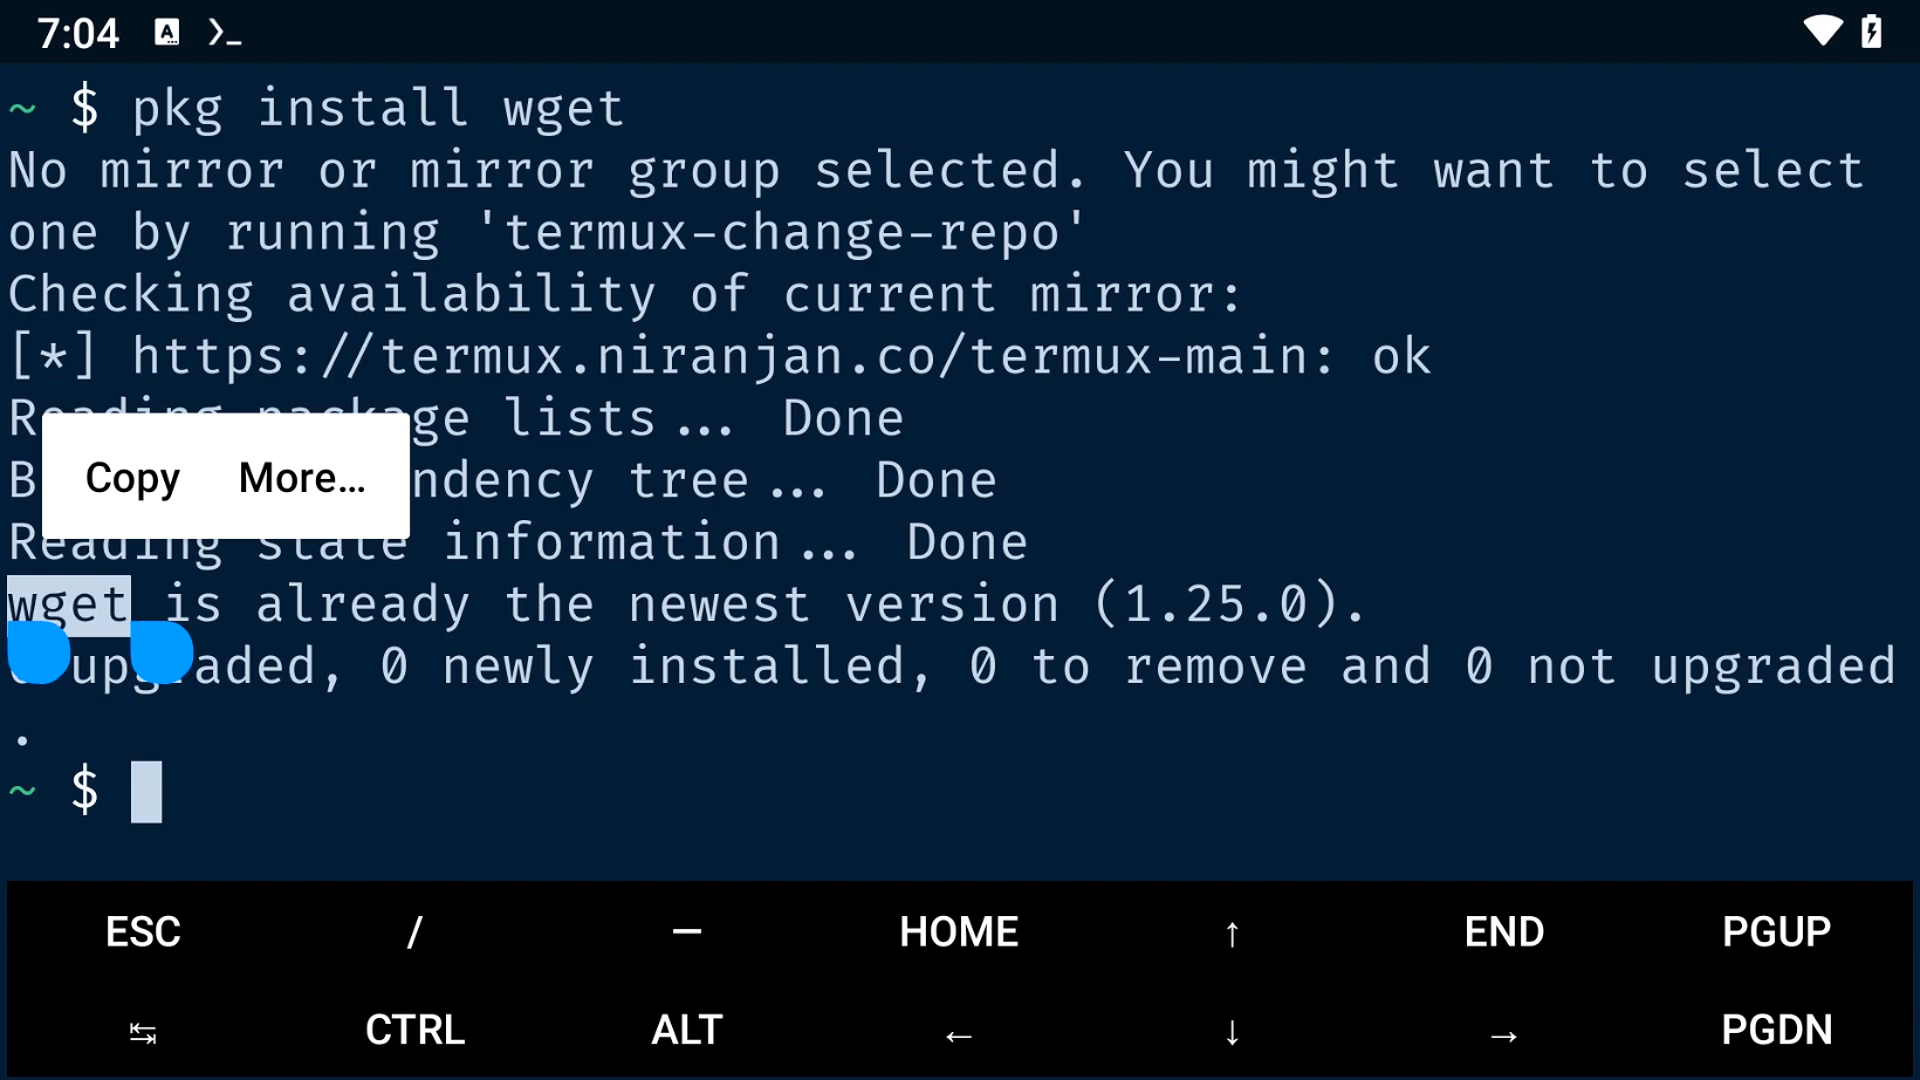 7:04
~ $ pkg install wget
No mirror or mirror group selected. You might want to select
one by running 'termux-change-repo'
Checking availability of current mirror:
[*] https://termux.niranjan.co/termux-main: ok
lists... Done
Copy More...
tree... Done
information... Done
wget is already the newest version (1.25.0).
upgraded, 0 newly installed, 0 to remove and 0 not upgraded
.
~ $
ESC / — HOME ↑ END PGUP
↹ CTRL ALT ← ↓ → PGDN